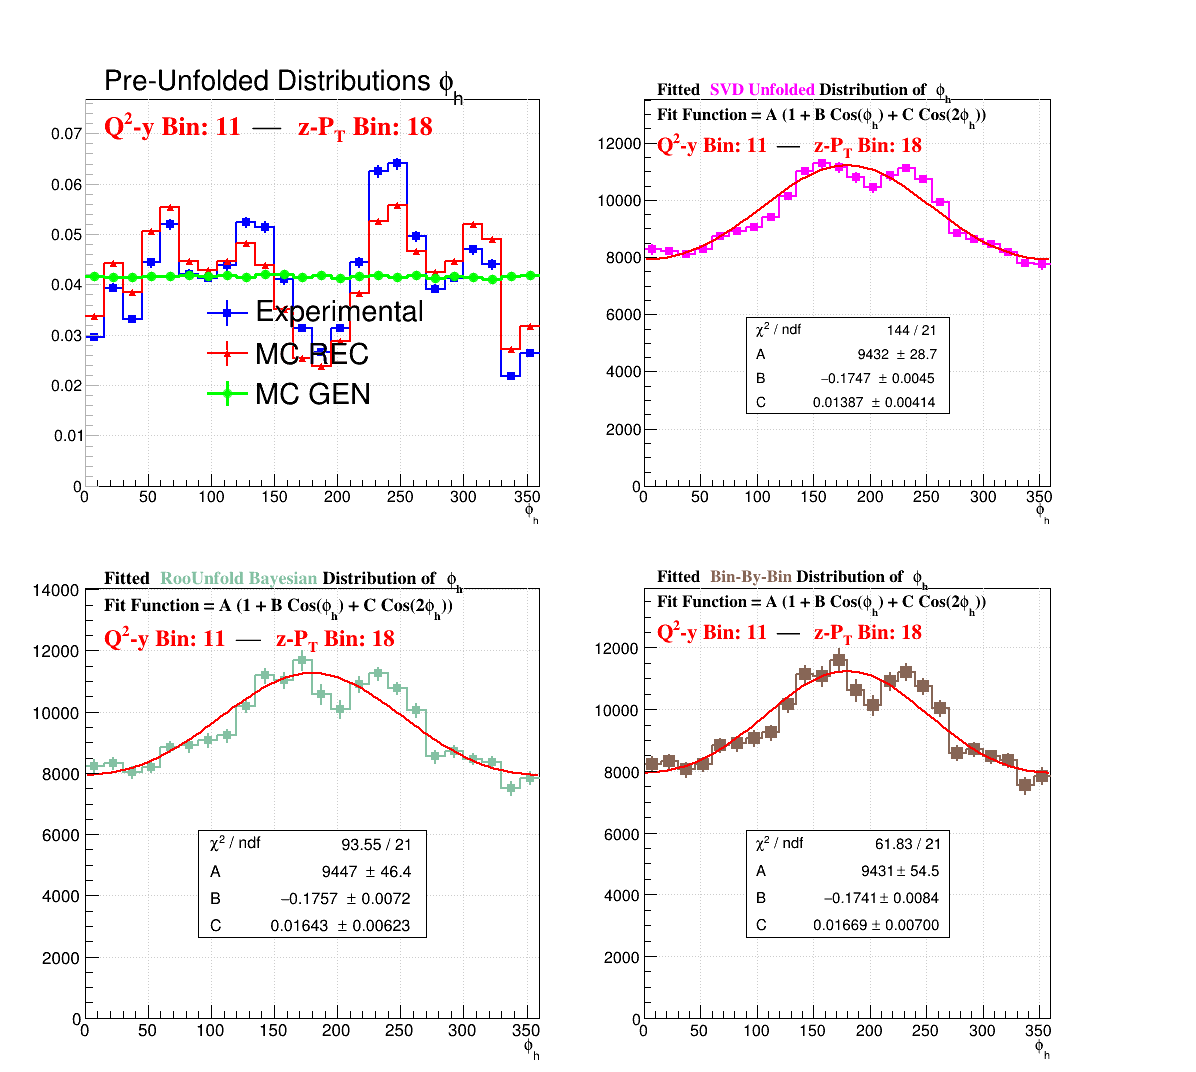 Pre-Unfolded Distributions ϕh
Q²-y Bin: 11 — z-PT Bin: 18
0.07
0.06
0.05
0.04
0.03
0.02
0.01
0
Experimental
MC REC
MC GEN
0 50 100 150 200 250 300 350
ϕh
Fitted SVD Unfolded Distribution of ϕh
Fit Function = A (1 + B Cos(ϕh) + C Cos(2ϕh))
Q²-y Bin: 11 — z-PT Bin: 18
12000
10000
8000
6000
4000
2000
0
χ² / ndf 144 / 21
A 9432 ± 28.7
B −0.1747 ± 0.0045
C 0.01387 ± 0.00414
0 50 100 150 200 250 300 350
ϕh
Fitted RooUnfold Bayesian Distribution of ϕh
Fit Function = A (1 + B Cos(ϕh) + C Cos(2ϕh))
Q²-y Bin: 11 — z-PT Bin: 18
14000
12000
10000
8000
6000
4000
2000
0
χ² / ndf 93.55 / 21
A 9447 ± 46.4
B −0.1757 ± 0.0072
C 0.01643 ± 0.00623
0 50 100 150 200 250 300 350
ϕh
Fitted Bin-By-Bin Distribution of ϕh
Fit Function = A (1 + B Cos(ϕh) + C Cos(2ϕh))
Q²-y Bin: 11 — z-PT Bin: 18
12000
10000
8000
6000
4000
2000
0
χ² / ndf 61.83 / 21
A 9431 ± 54.5
B −0.1741 ± 0.0084
C 0.01669 ± 0.00700
0 50 100 150 200 250 300 350
ϕh